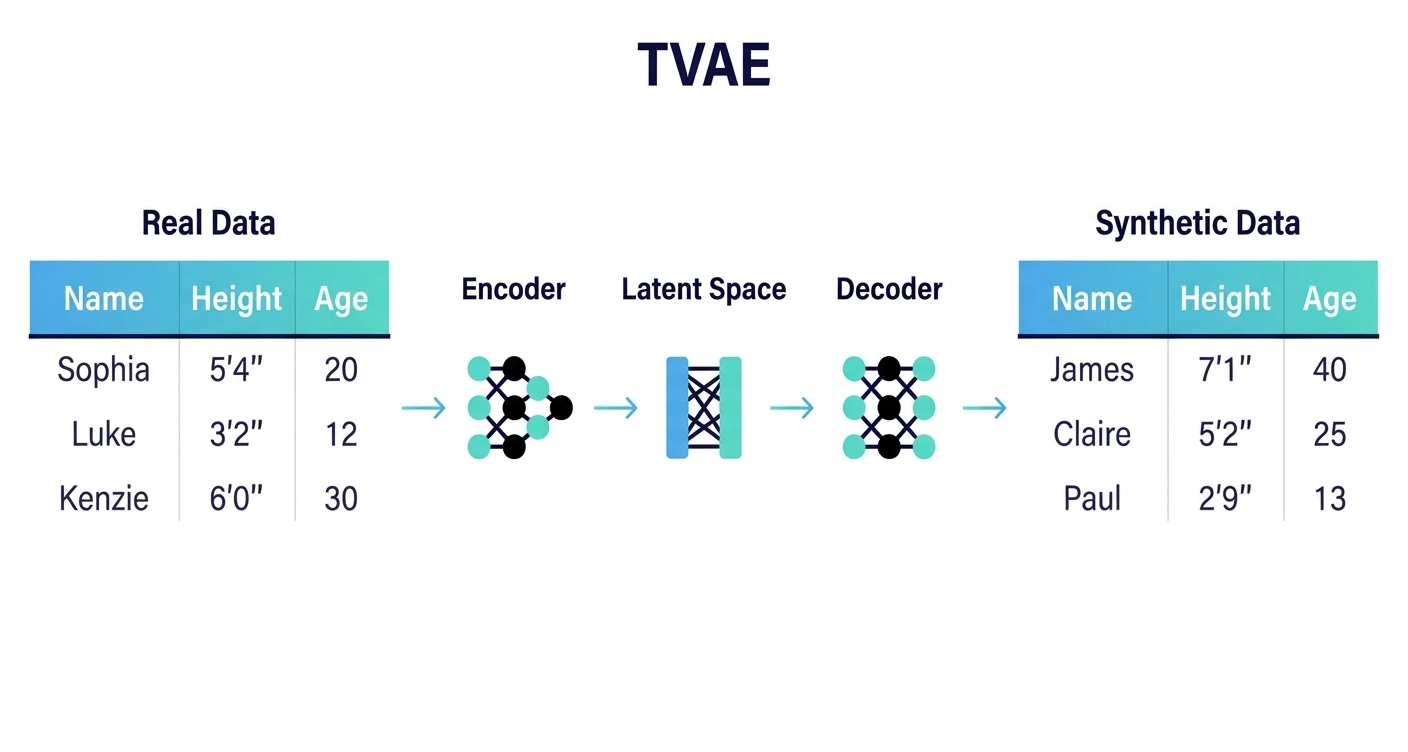 TVAE
Real Data
Name Height Age
Sophia 5'4" 20
Luke 3'2" 12
Kenzie 6'0" 30
Encoder
Latent Space
Decoder
Synthetic Data
Name Height Age
James 7'1" 40
Claire 5'2" 25
Paul 2'9" 13